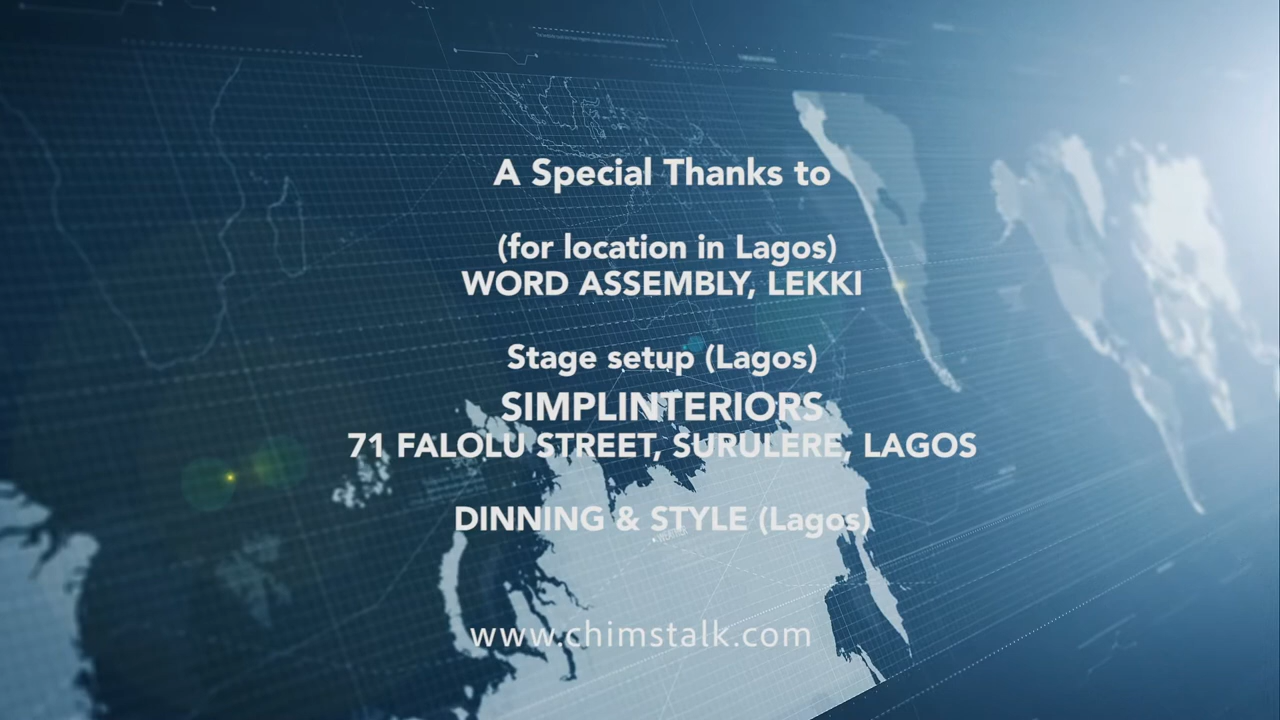 A Special Thanks to
(for location in Lagos)
WORD ASSEMBLY, LEKKI
Stage setup (Lagos)
SIMPLINTERIORS
71 FALOLU STREET, SURULERE, LAGOS
DINNING & STYLE (Lagos)
www.chimstalk.com